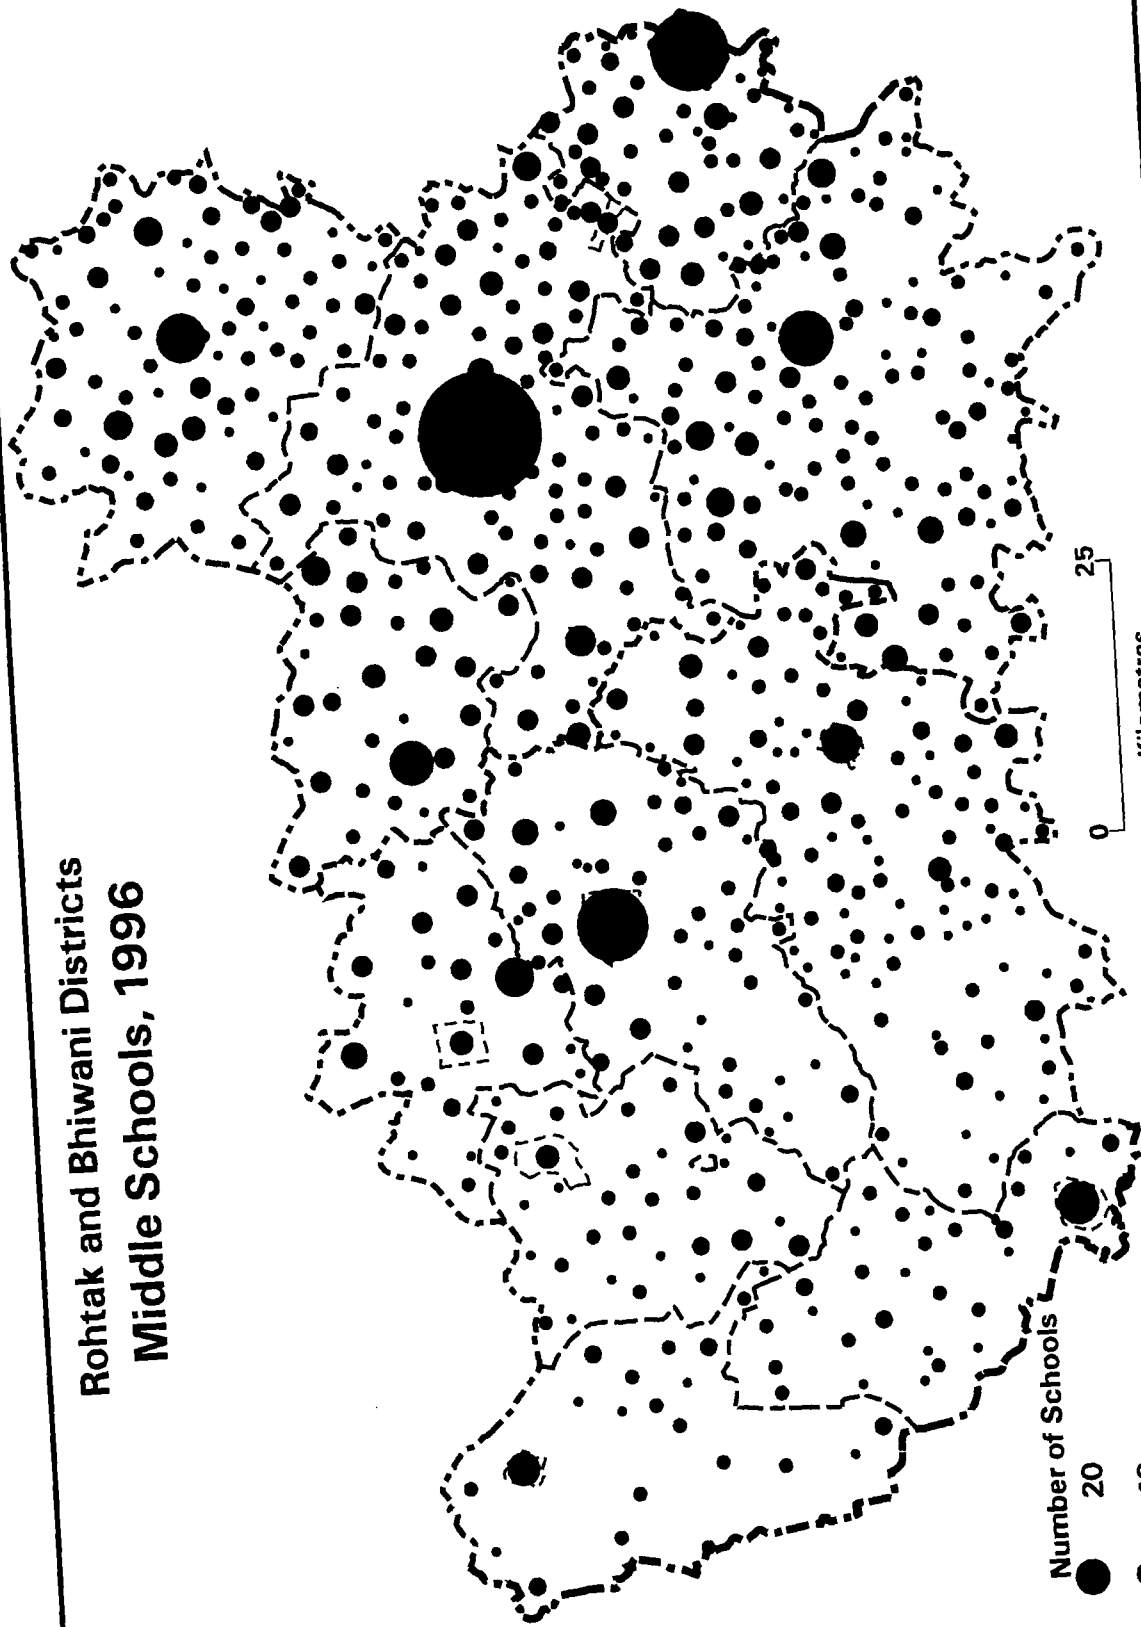 Rohtak and Bhiwani Districts
Middle Schools, 1996
Number of Schools
20
0
25